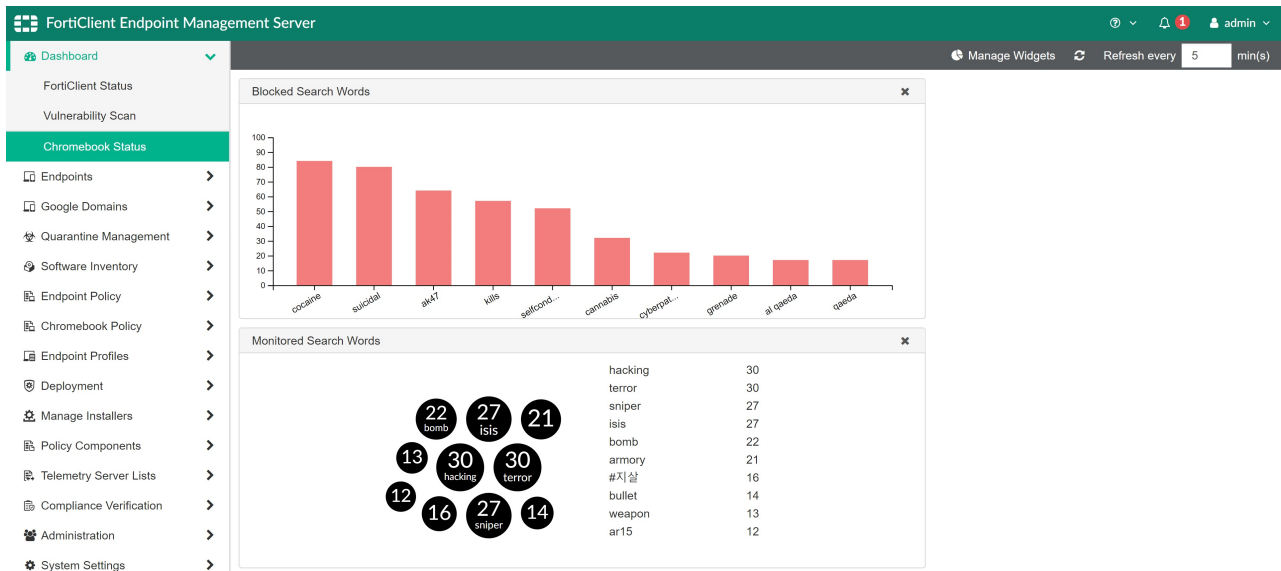 FortiClient Endpoint Management Server
1
admin
Manage Widgets
Refresh every 5 min(s)
Dashboard
FortiClient Status
Vulnerability Scan
Chromebook Status
Endpoints
Google Domains
Quarantine Management
Software Inventory
Endpoint Policy
Chromebook Policy
Endpoint Profiles
Deployment
Manage Installers
Policy Components
Telemetry Server Lists
Compliance Verification
Administration
System Settings
Blocked Search Words
100
90
80
70
60
50
40
30
20
10
0
cocaine
suicidal
ak47
kills
selfcond...
cannabis
cyberpat...
grenade
al qaeda
qaeda
Monitored Search Words
22 bomb
27 isis
21
13
30 hacking
30 terror
12
16
27 sniper
14
hacking 30
terror 30
sniper 27
isis 27
bomb 22
armory 21
#지살 16
bullet 14
weapon 13
ar15 12